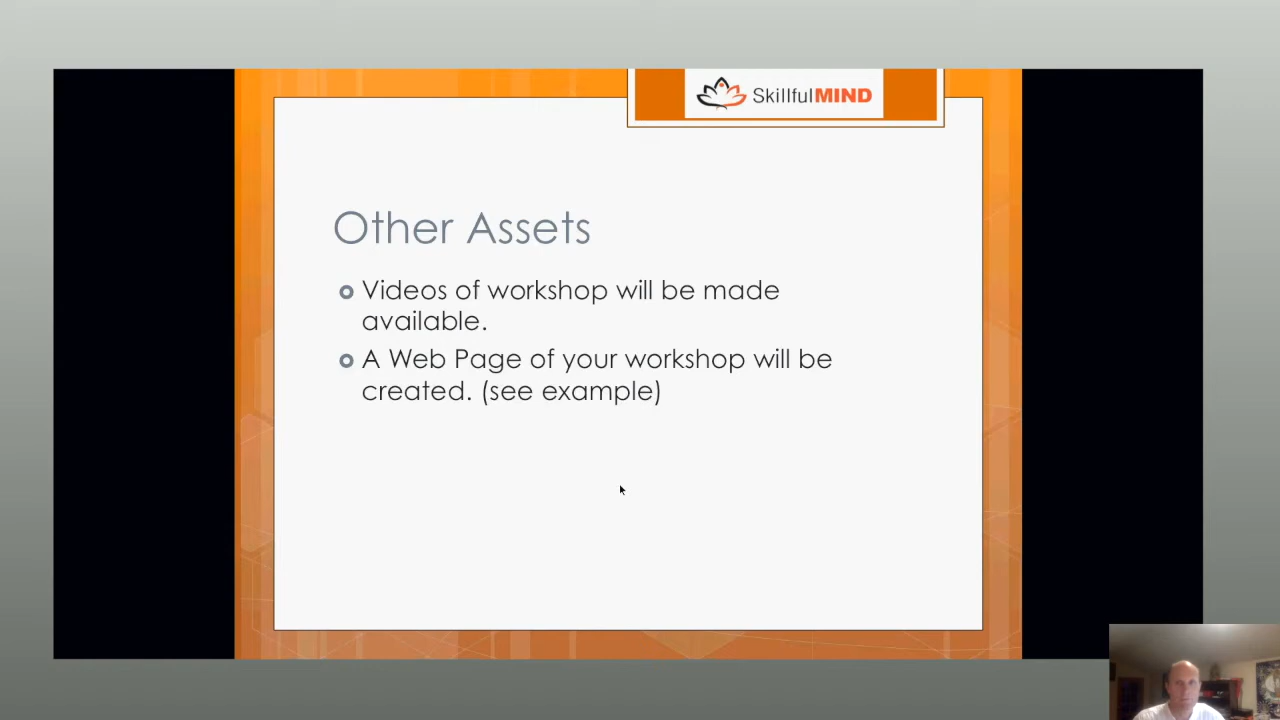 SkillfulMIND
Other Assets
Videos of workshop will be made
available.
A Web Page of your workshop will be
created. (see example)